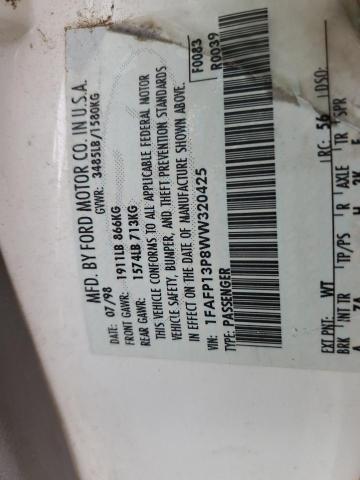 MFD. BY FORD MOTOR CO. IN U.S.A.
DATE: 07/98 GVWR: 3485LB/1580KG
FRONT GAWR: 1911LB 866KG
REAR GAWR: 1574LB 713KG
THIS VEHICLE CONFORMS TO ALL APPLICABLE FEDERAL MOTOR
VEHICLE SAFETY, BUMPER, AND THEFT PREVENTION STANDARDS
IN EFFECT ON THE DATE OF MANUFACTURE SHOWN ABOVE.
VIN: 1FAFP13P8WW320425 F0083
TYPE: PASSENGER R0039
EXT PNT: WT RC: 56 LDSO:
BRK INT TR TP/PS R AXLE TR SPR